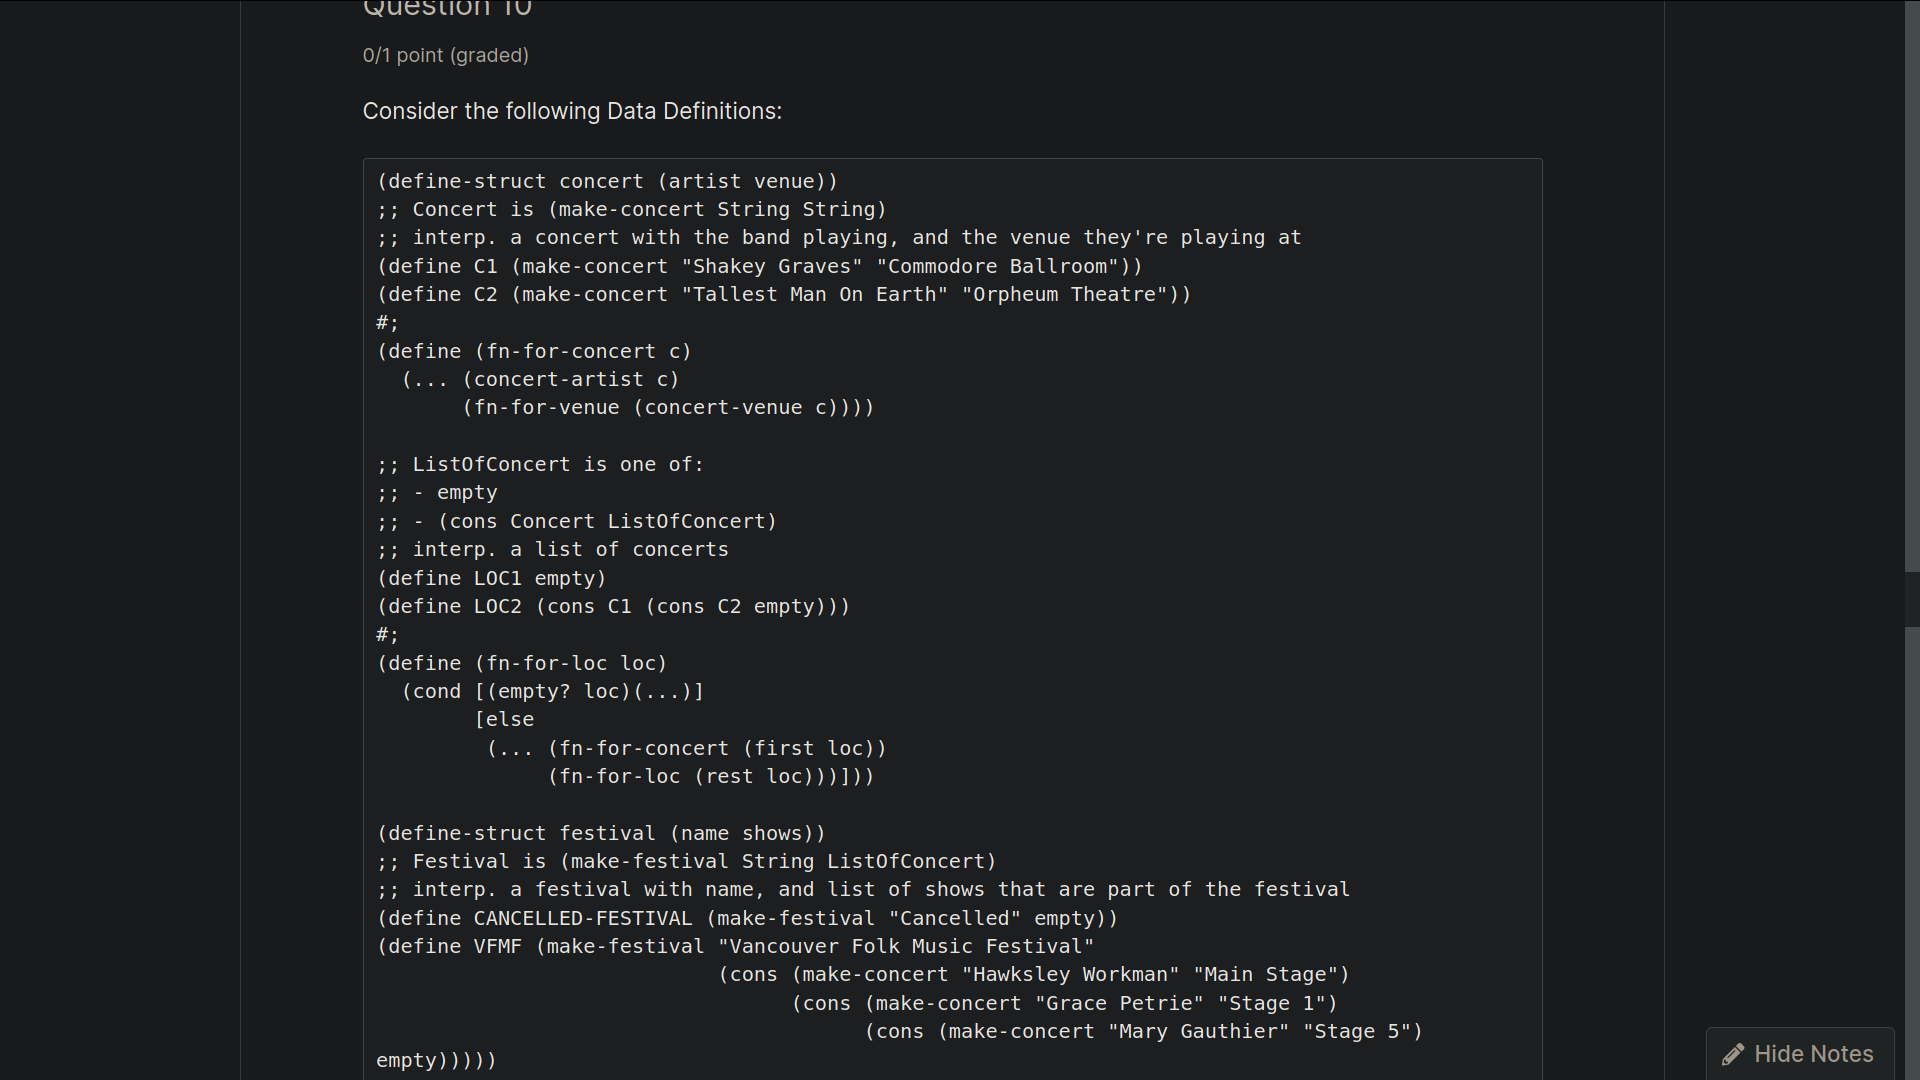 Question 10
0/1 point (graded)
Consider the following Data Definitions:
(define-struct concert (artist venue))
;; Concert is (make-concert String String)
;; interp. a concert with the band playing, and the venue they're playing at
(define C1 (make-concert "Shakey Graves" "Commodore Ballroom"))
(define C2 (make-concert "Tallest Man On Earth" "Orpheum Theatre"))
#;
(define (fn-for-concert c)
  (... (concert-artist c)
       (fn-for-venue (concert-venue c))))

;; ListOfConcert is one of:
;; - empty
;; - (cons Concert ListOfConcert)
;; interp. a list of concerts
(define LOC1 empty)
(define LOC2 (cons C1 (cons C2 empty)))
#;
(define (fn-for-loc loc)
  (cond [(empty? loc)(...)]
        [else
         (... (fn-for-concert (first loc))
              (fn-for-loc (rest loc)))]))

(define-struct festival (name shows))
;; Festival is (make-festival String ListOfConcert)
;; interp. a festival with name, and list of shows that are part of the festival
(define CANCELLED-FESTIVAL (make-festival "Cancelled" empty))
(define VFMF (make-festival "Vancouver Folk Music Festival"
                            (cons (make-concert "Hawksley Workman" "Main Stage")
                                  (cons (make-concert "Grace Petrie" "Stage 1")
                                        (cons (make-concert "Mary Gauthier" "Stage 5")
empty)))))
Hide Notes